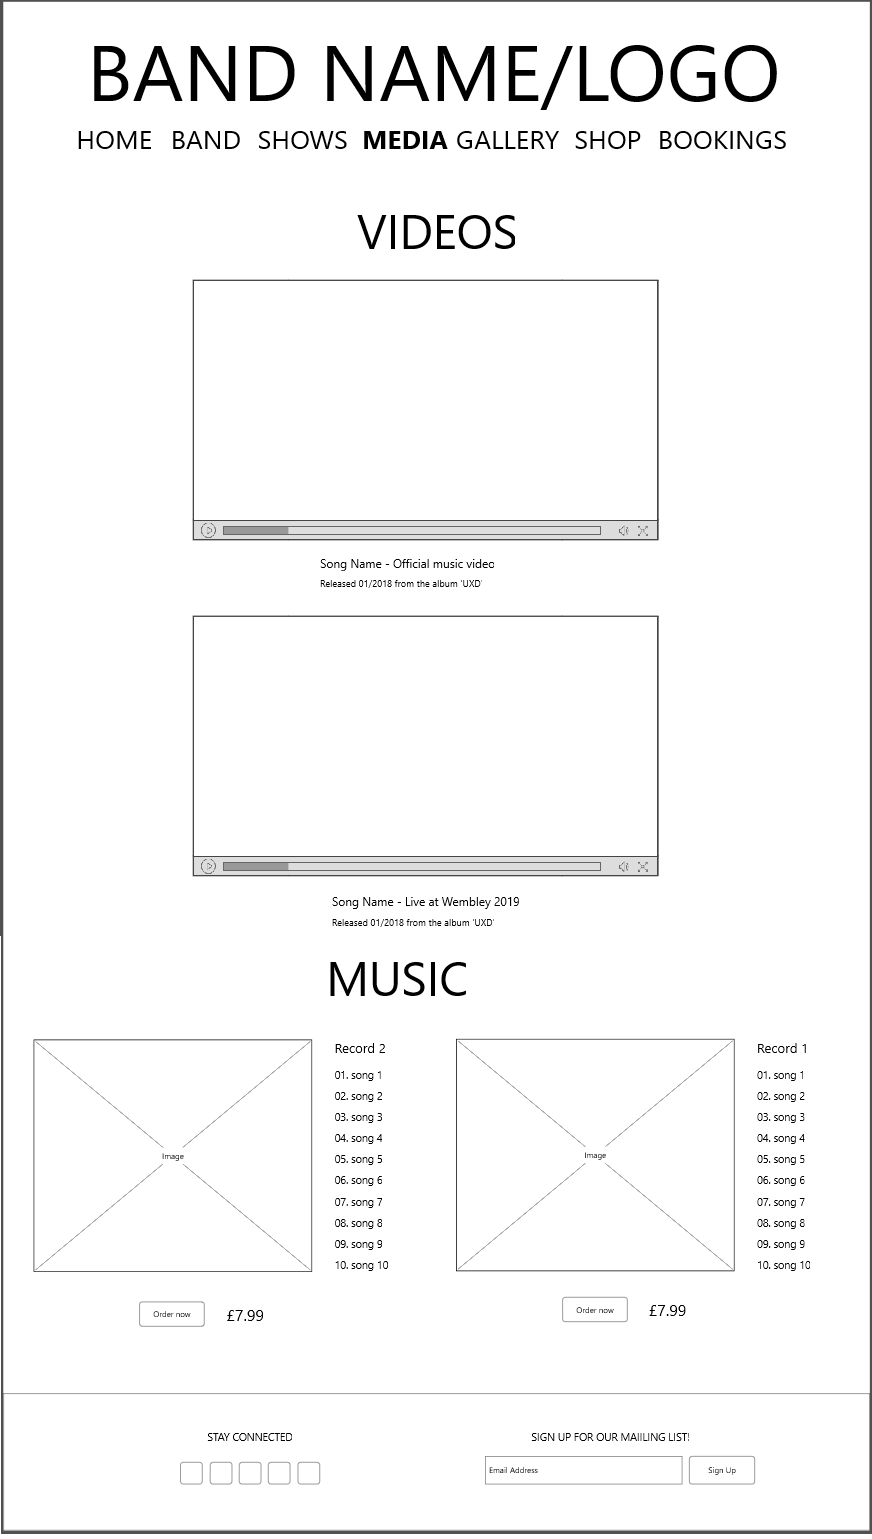 BAND NAME/LOGO
HOME BAND SHOWS MEDIA GALLERY SHOP BOOKINGS
VIDEOS
Song Name - Official music video
Released 01/2018 from the album 'UXD'
Song Name - Live at Wembley 2019
Released 01/2018 from the album 'UXD'
MUSIC
Image
Record 2
01. song 1
02. song 2
03. song 3
04. song 4
05. song 5
06. song 6
07. song 7
08. song 8
09. song 9
10. song 10
Order now £7.99
Image
Record 1
01. song 1
02. song 2
03. song 3
04. song 4
05. song 5
06. song 6
07. song 7
08. song 8
09. song 9
10. song 10
Order now £7.99
STAY CONNECTED
SIGN UP FOR OUR MAIILING LIST!
Email Address
Sign Up